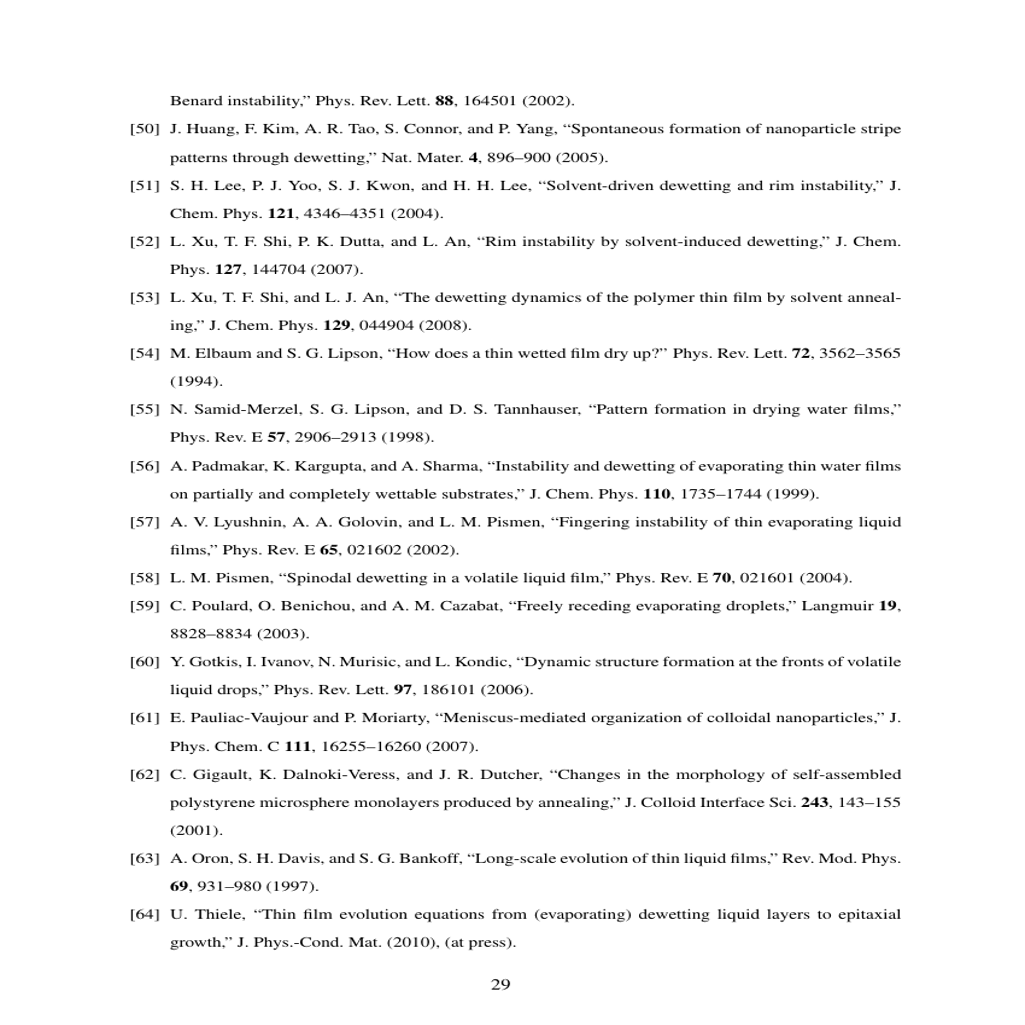 Benard instability,” Phys. Rev. Lett. 88, 164501 (2002).
[50] J. Huang, F. Kim, A. R. Tao, S. Connor, and P. Yang, “Spontaneous formation of nanoparticle stripe
patterns through dewetting,” Nat. Mater. 4, 896–900 (2005).
[51] S. H. Lee, P. J. Yoo, S. J. Kwon, and H. H. Lee, “Solvent-driven dewetting and rim instability,” J.
Chem. Phys. 121, 4346–4351 (2004).
[52] L. Xu, T. F. Shi, P. K. Dutta, and L. An, “Rim instability by solvent-induced dewetting,” J. Chem.
Phys. 127, 144704 (2007).
[53] L. Xu, T. F. Shi, and L. J. An, “The dewetting dynamics of the polymer thin film by solvent anneal-
ing,” J. Chem. Phys. 129, 044904 (2008).
[54] M. Elbaum and S. G. Lipson, “How does a thin wetted film dry up?” Phys. Rev. Lett. 72, 3562–3565
(1994).
[55] N. Samid-Merzel, S. G. Lipson, and D. S. Tannhauser, “Pattern formation in drying water films,”
Phys. Rev. E 57, 2906–2913 (1998).
[56] A. Padmakar, K. Kargupta, and A. Sharma, “Instability and dewetting of evaporating thin water films
on partially and completely wettable substrates,” J. Chem. Phys. 110, 1735–1744 (1999).
[57] A. V. Lyushnin, A. A. Golovin, and L. M. Pismen, “Fingering instability of thin evaporating liquid
films,” Phys. Rev. E 65, 021602 (2002).
[58] L. M. Pismen, “Spinodal dewetting in a volatile liquid film,” Phys. Rev. E 70, 021601 (2004).
[59] C. Poulard, O. Benichou, and A. M. Cazabat, “Freely receding evaporating droplets,” Langmuir 19,
8828–8834 (2003).
[60] Y. Gotkis, I. Ivanov, N. Murisic, and L. Kondic, “Dynamic structure formation at the fronts of volatile
liquid drops,” Phys. Rev. Lett. 97, 186101 (2006).
[61] E. Pauliac-Vaujour and P. Moriarty, “Meniscus-mediated organization of colloidal nanoparticles,” J.
Phys. Chem. C 111, 16255–16260 (2007).
[62] C. Gigault, K. Dalnoki-Veress, and J. R. Dutcher, “Changes in the morphology of self-assembled
polystyrene microsphere monolayers produced by annealing,” J. Colloid Interface Sci. 243, 143–155
(2001).
[63] A. Oron, S. H. Davis, and S. G. Bankoff, “Long-scale evolution of thin liquid films,” Rev. Mod. Phys.
69, 931–980 (1997).
[64] U. Thiele, “Thin film evolution equations from (evaporating) dewetting liquid layers to epitaxial
growth,” J. Phys.-Cond. Mat. (2010), (at press).
29